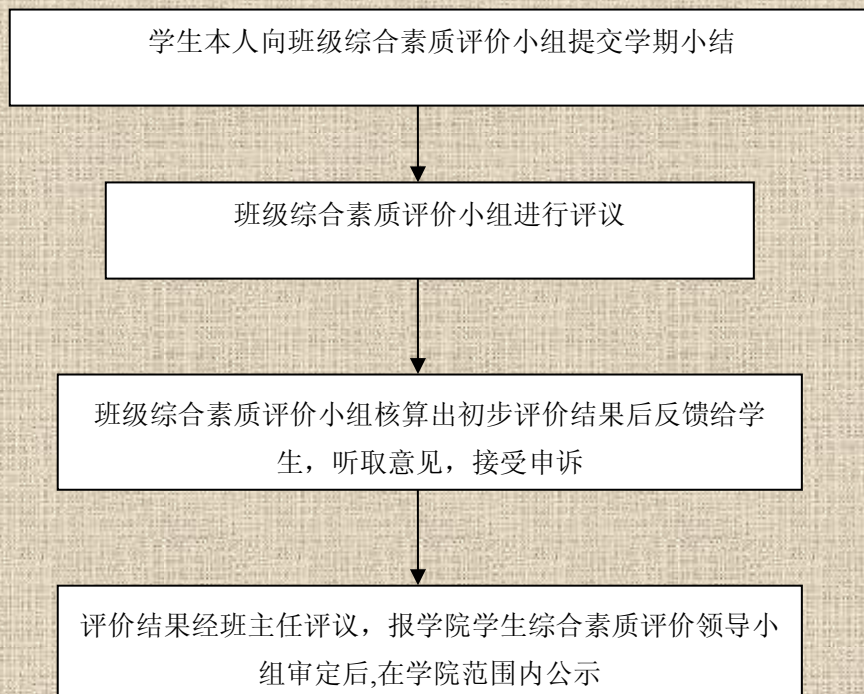 学生本人向班级综合素质评价小组提交学期小结
班级综合素质评价小组进行评议
班级综合素质评价小组核算出初步评价结果后反馈给学
生，听取意见，接受申诉
评价结果经班主任评议，报学院学生综合素质评价领导小
组审定后,在学院范围内公示